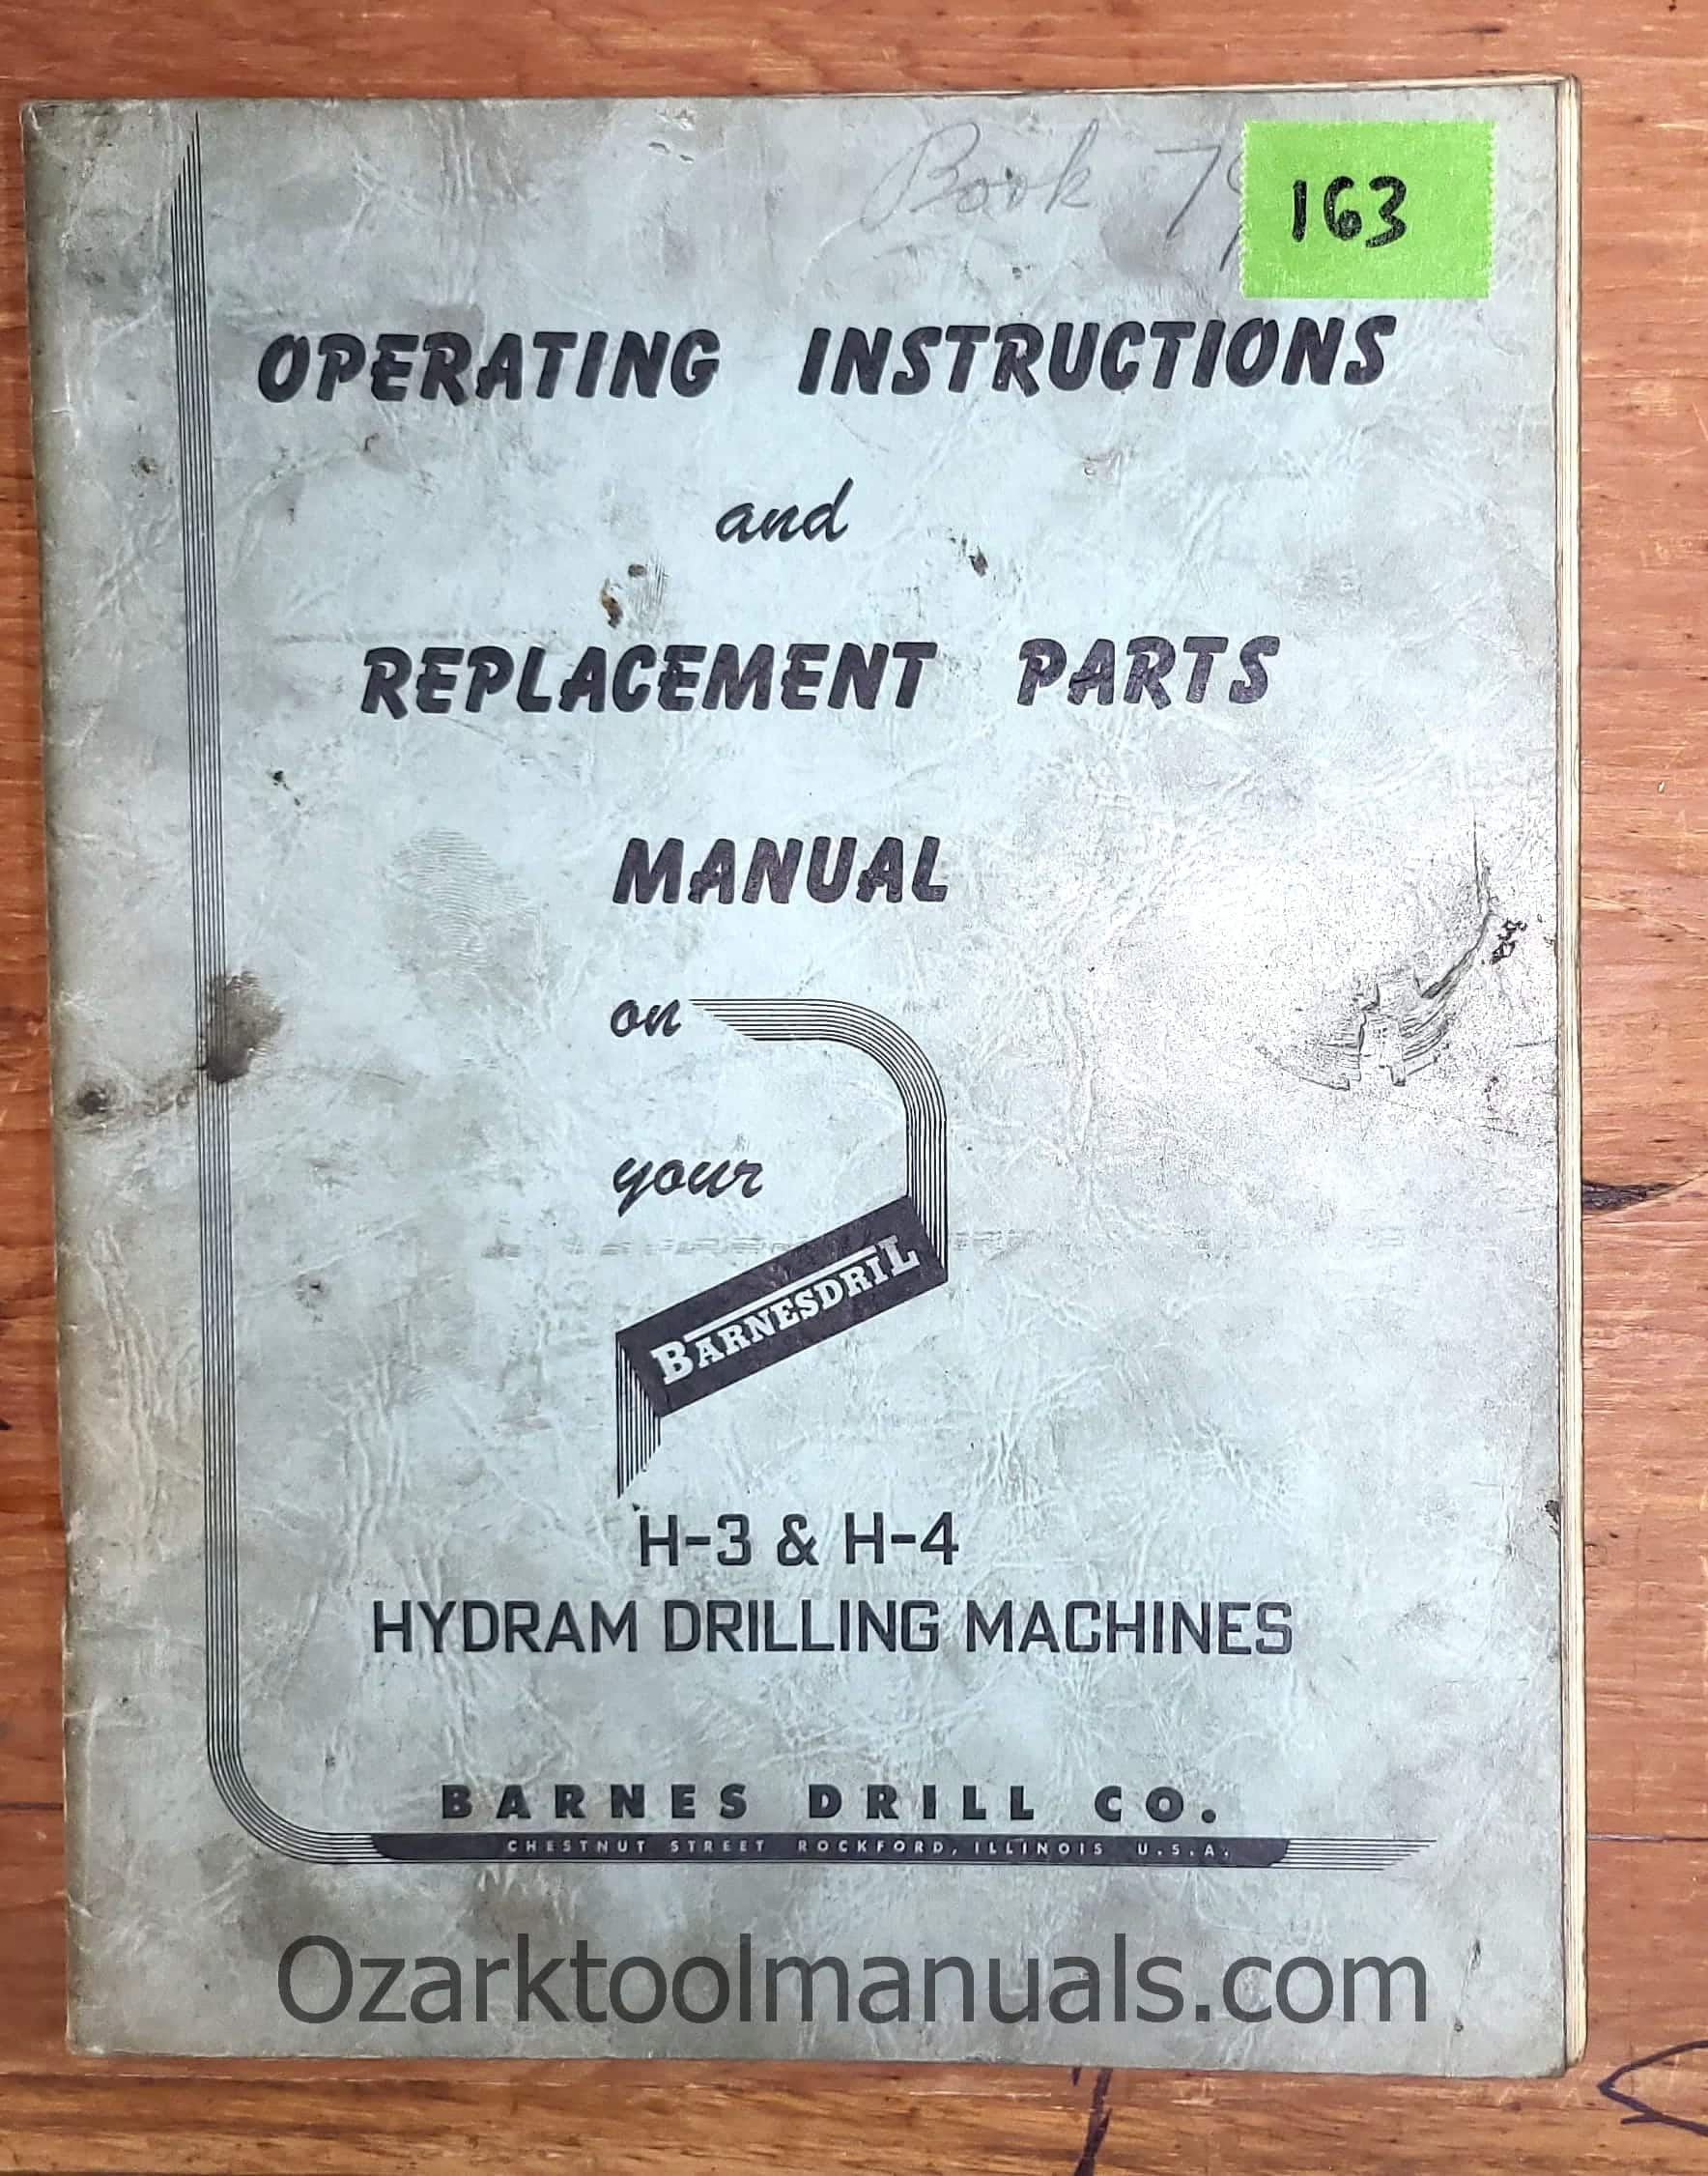 Book
163
OPERATING INSTRUCTIONS
and
REPLACEMENT PARTS
MANUAL
on
your
BARNESDRIL
H-3 & H-4
HYDRAM DRILLING MACHINES
BARNES DRILL CO.
CHESTNUT STREET ROCKFORD, ILLINOIS U.S.A.
Ozarktoolmanuals.com